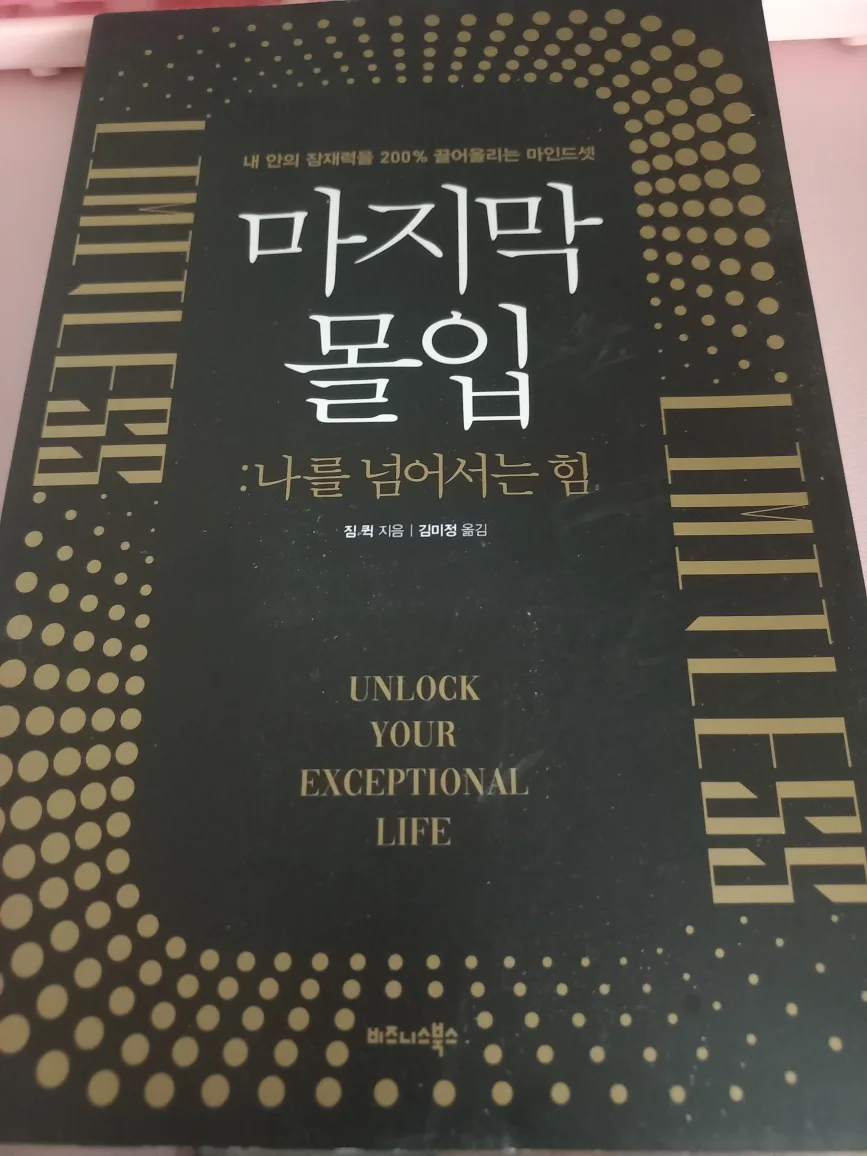 LIMITLESS
내 안의 잠재력을 200% 끌어올리는 마인드셋
마지막
몰입
:나를 넘어서는 힘
짐 퀵 지음 | 김미정 옮김
LIMITLESS
UNLOCK
YOUR
EXCEPTIONAL
LIFE
비즈니스북스